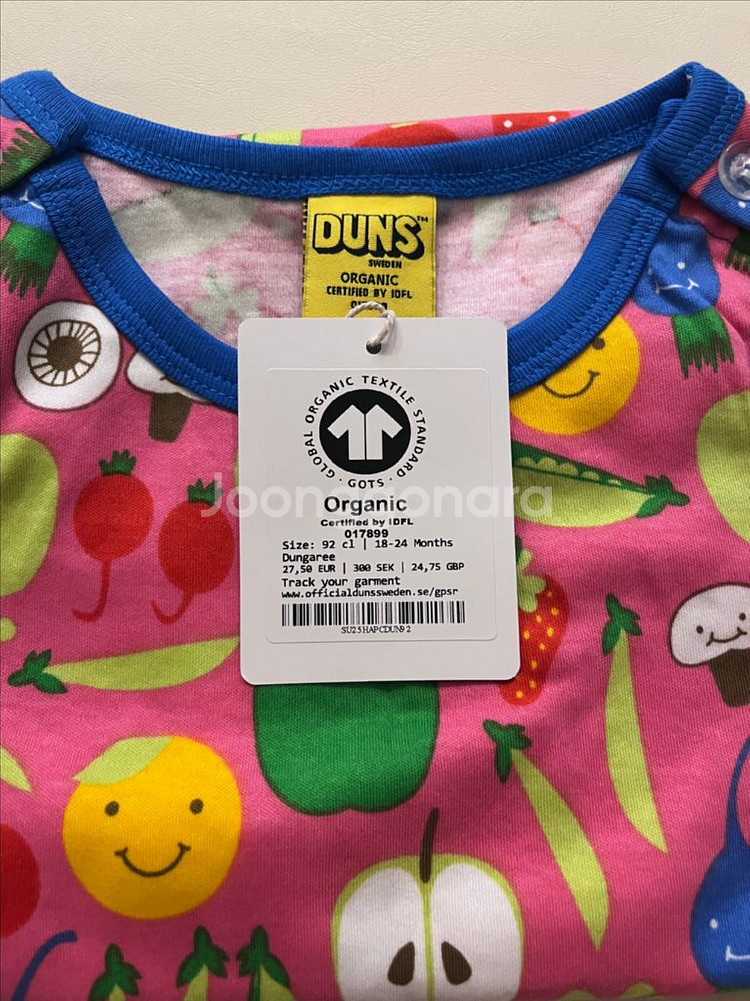 DUNS™
SWEDEN
ORGANIC
CERTIFIED BY IDFL
GLOBAL ORGANIC TEXTILE STANDARD · GOTS ·
Joonggonara
Organic
Certified by IDFL
017899
Size: 92 cl | 18-24 Months
Dungaree
27,50 EUR | 300 SEK | 24,75 GBP
Track your garment
www.officialdunssweden.se/gpsr
SU25HAPCDUN92